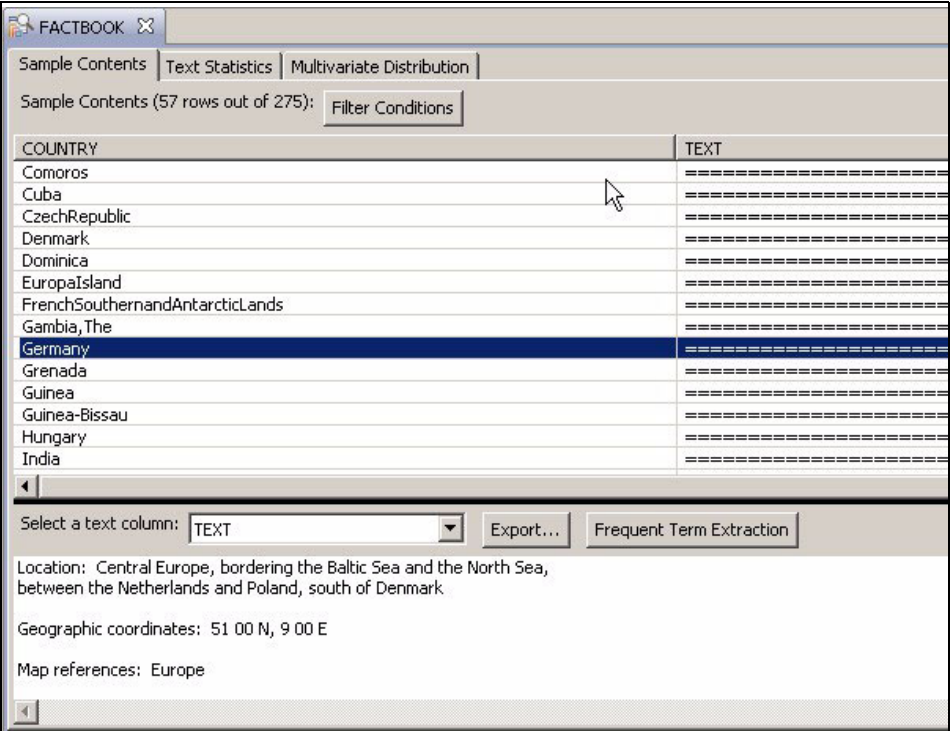 FACTBOOK
Sample Contents Text Statistics Multivariate Distribution
Sample Contents (57 rows out of 275): Filter Conditions
COUNTRY TEXT
Comoros ======================
Cuba ======================
CzechRepublic ======================
Denmark ======================
Dominica ======================
EuropaIsland ======================
FrenchSouthernandAntarcticLands ======================
Gambia,The ======================
Germany ======================
Grenada ======================
Guinea ======================
Guinea-Bissau ======================
Hungary ======================
India ======================
Select a text column: TEXT Export... Frequent Term Extraction
Location: Central Europe, bordering the Baltic Sea and the North Sea,
between the Netherlands and Poland, south of Denmark
Geographic coordinates: 51 00 N, 9 00 E
Map references: Europe